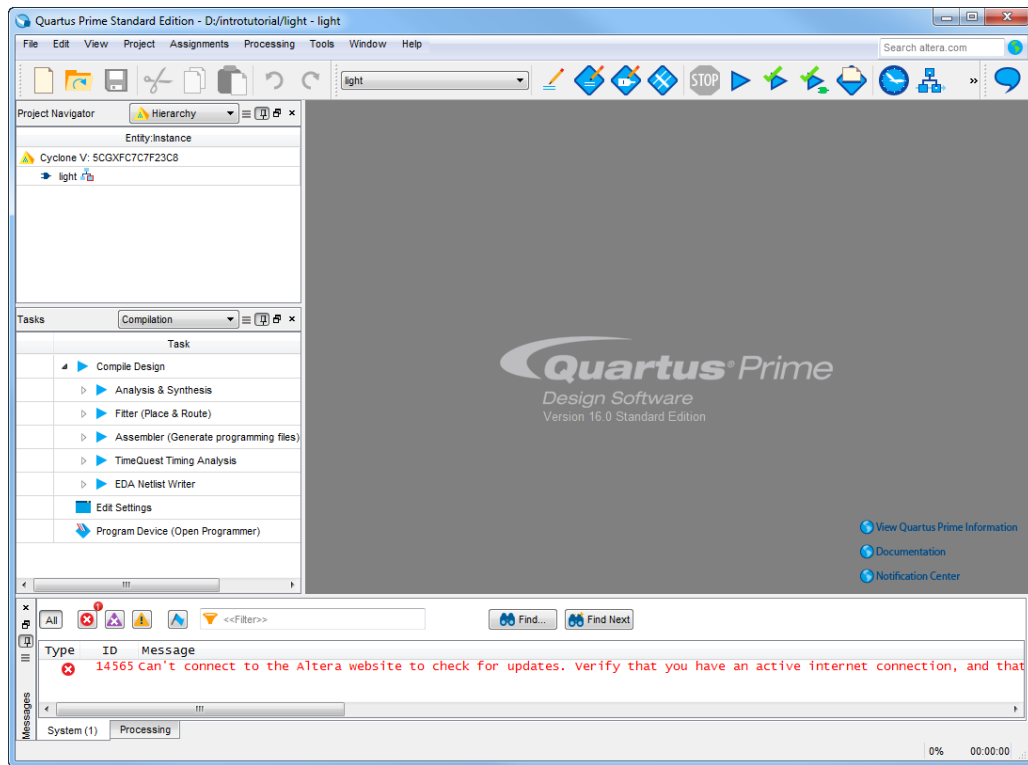 Quartus Prime Standard Edition - D:/introtutorial/light - light
File Edit View Project Assignments Processing Tools Window Help
Search altera.com
light
STOP
»
Project Navigator
Hierarchy
Entity:Instance
Cyclone V: 5CGXFC7C7F23C8
light
Tasks
Compilation
Task
Compile Design
Analysis & Synthesis
Fitter (Place & Route)
Assembler (Generate programming files)
TimeQuest Timing Analysis
EDA Netlist Writer
Edit Settings
Program Device (Open Programmer)
Quartus® Prime
Design Software
Version 16.0 Standard Edition
View Quartus Prime Information
Documentation
Notification Center
All
1
<<Filter>>
Find...
Find Next
Type ID Message
14565 Can't connect to the Altera website to check for updates. Verify that you have an active internet connection, and that
Messages
System (1) Processing
0% 00:00:00